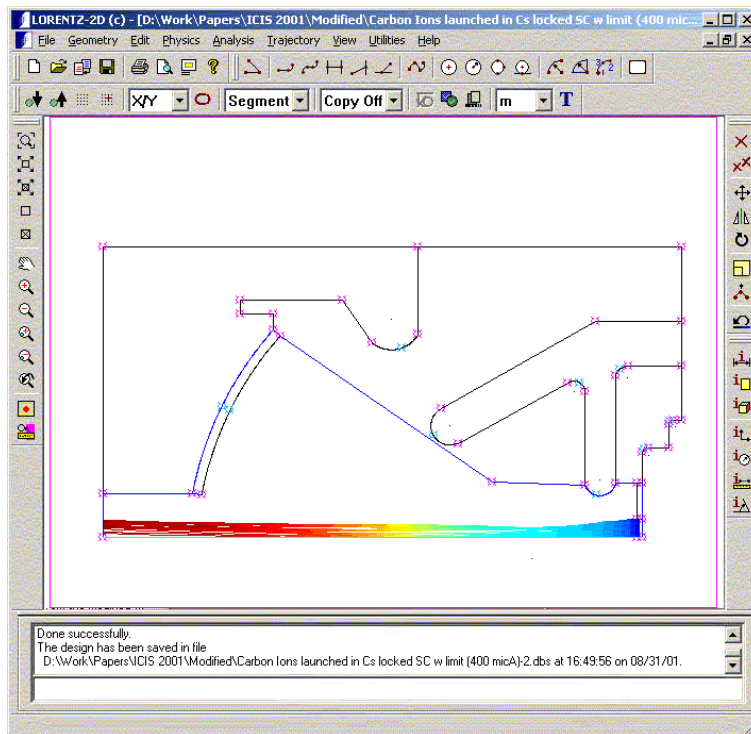 LORENTZ-2D (c) - [D:\Work\Papers\ICIS 2001\Modified\Carbon Ions launched in Cs locked SC w limit (400 mic...
File Geometry Edit Physics Analysis Trajectory View Utilities Help
X/Y Segment Copy Off m T
Done successfully.
The design has been saved in file
D:\Work\Papers\ICIS 2001\Modified\Carbon Ions launched in Cs locked SC w limit (400 micA)-2.dbs at 16:49:56 on 08/31/01.